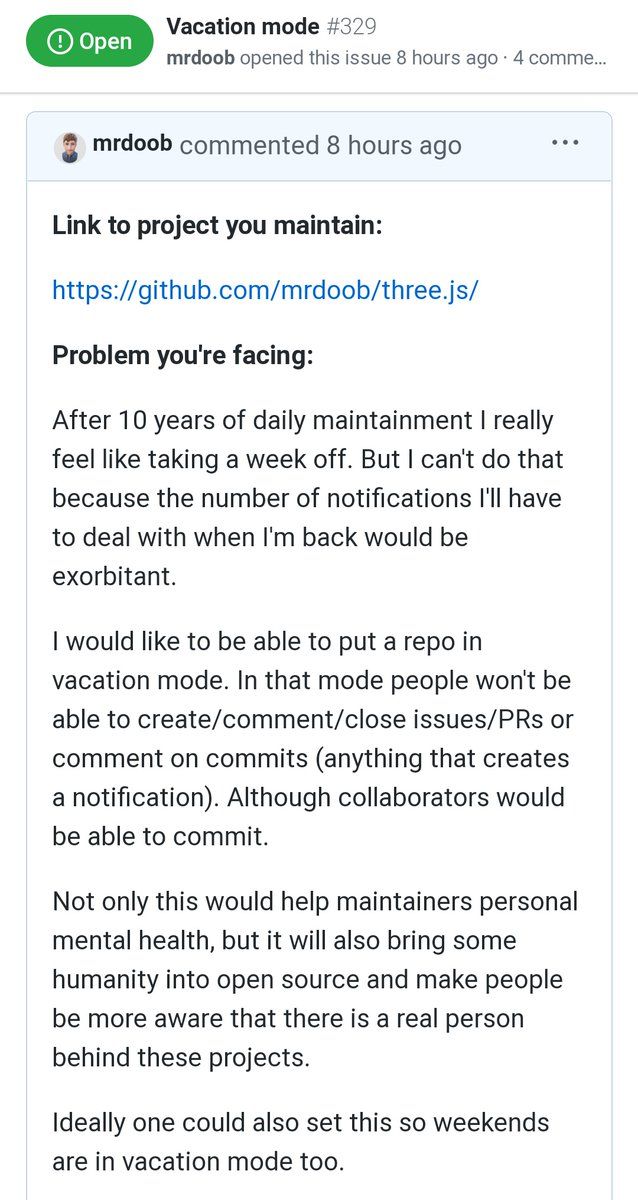 Open
Vacation mode #329
mrdoob opened this issue 8 hours ago · 4 comme...
mrdoob commented 8 hours ago
Link to project you maintain:
https://github.com/mrdoob/three.js/
Problem you're facing:
After 10 years of daily maintainment I really
feel like taking a week off. But I can't do that
because the number of notifications I'll have
to deal with when I'm back would be
exorbitant.
I would like to be able to put a repo in
vacation mode. In that mode people won't be
able to create/comment/close issues/PRs or
comment on commits (anything that creates
a notification). Although collaborators would
be able to commit.
Not only this would help maintainers personal
mental health, but it will also bring some
humanity into open source and make people
be more aware that there is a real person
behind these projects.
Ideally one could also set this so weekends
are in vacation mode too.